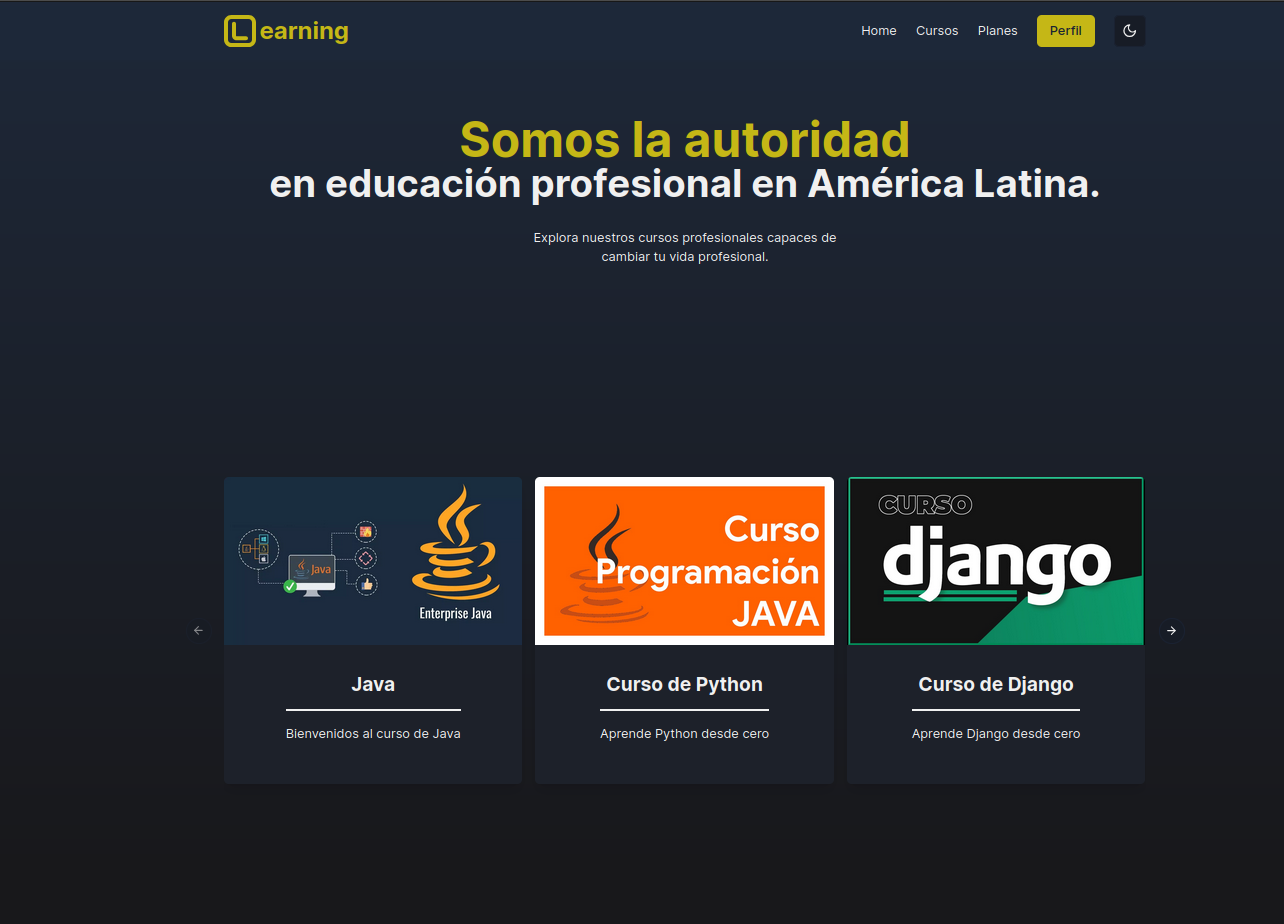 Learning
Home Cursos Planes Perfil
Somos la autoridad
en educación profesional en América Latina.
Explora nuestros cursos profesionales capaces de
cambiar tu vida profesional.
Java
Enterprise Java
Curso
Programación
JAVA
CURSO
django
Java
Bienvenidos al curso de Java
Curso de Python
Aprende Python desde cero
Curso de Django
Aprende Django desde cero